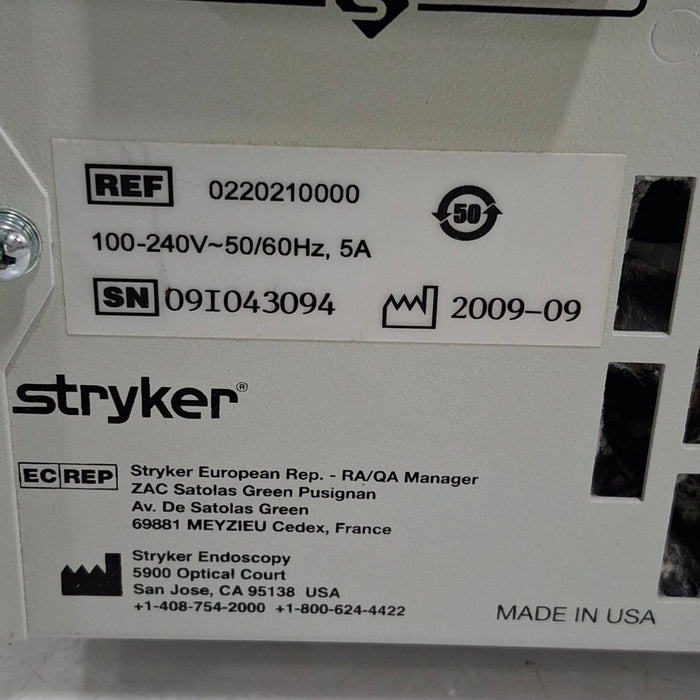 S
REF 0220210000
50
100-240V~50/60Hz, 5A
SN 09I043094 2009-09
stryker®
EC REP
Stryker European Rep. - RA/QA Manager
ZAC Satolas Green Pusignan
Av. De Satolas Green
69881 MEYZIEU Cedex, France
Stryker Endoscopy
5900 Optical Court
San Jose, CA 95138 USA
+1-408-754-2000 +1-800-624-4422
MADE IN USA